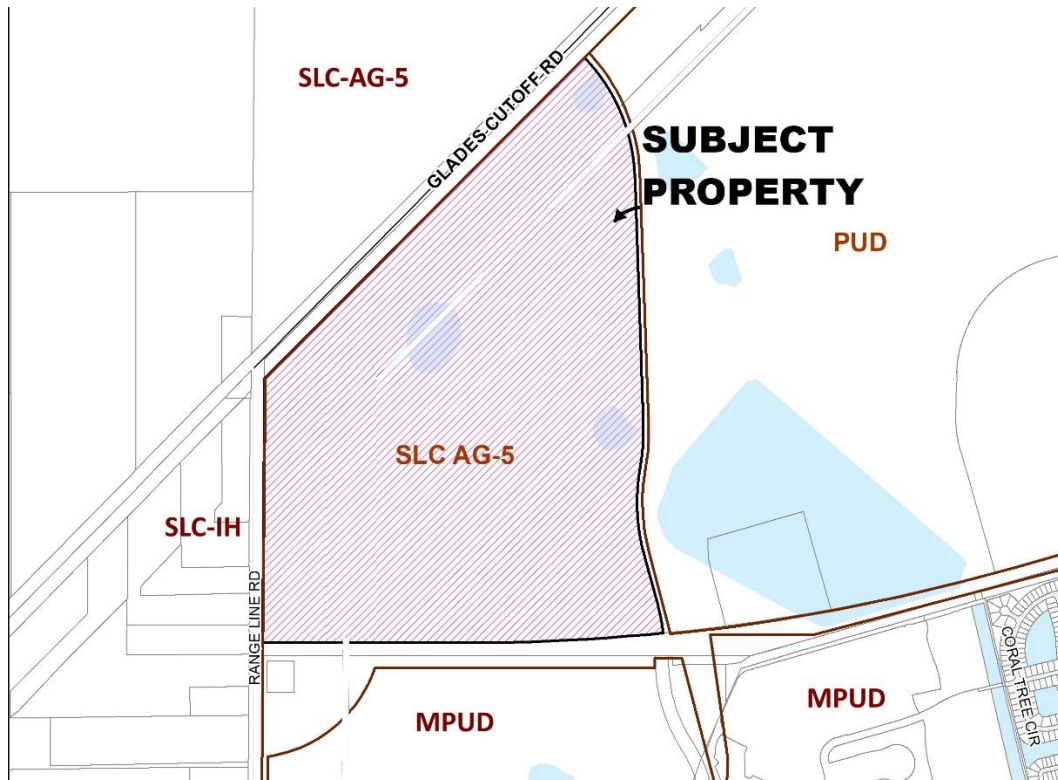 SLC-AG-5
GLADES CUTOFF RD
SUBJECT
PROPERTY
PUD
SLC AG-5
SLC-IH
RANGE LINE RD
CORAL TREE CIR
MPUD
MPUD